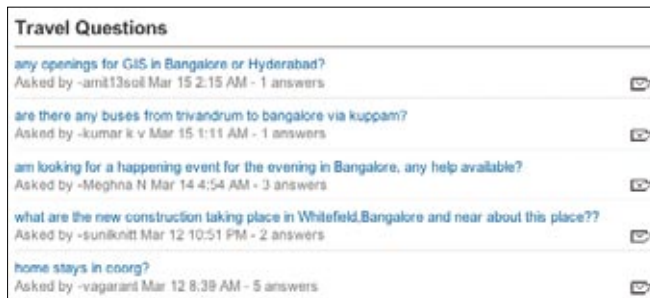 Travel Questions
any openings for GIS in Bangalore or Hyderabad?
Asked by -amit13soil Mar 15 2:15 AM - 1 answers
are there any buses from trivandrum to bangalore via kuppam?
Asked by -kumar k v Mar 15 1:11 AM - 1 answers
am looking for a happening event for the evening in Bangalore, any help available?
Asked by -Meghna N Mar 14 4:54 AM - 3 answers
what are the new construction taking place in Whitefield,Bangalore and near about this place??
Asked by -sunilknitt Mar 12 10:51 PM - 2 answers
home stays in coorg?
Asked by -vagarant Mar 12 8:39 AM - 5 answers